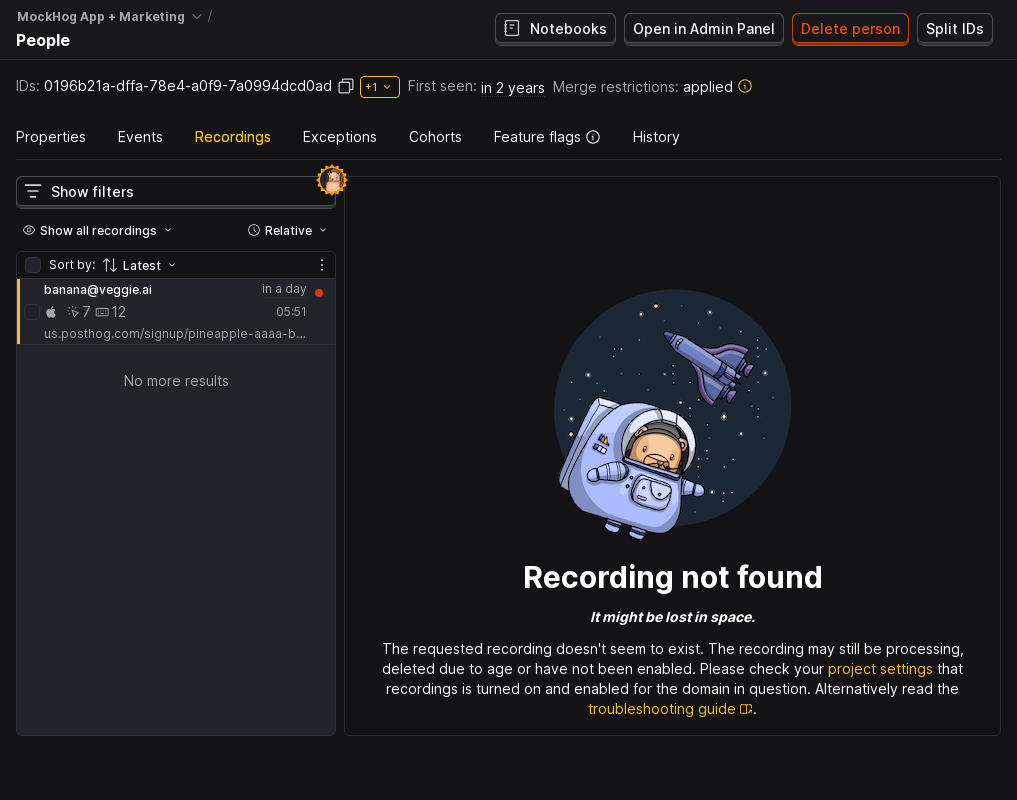 MockHog App + Marketing /
People
Notebooks
Open in Admin Panel
Delete person
Split IDs
IDs: 0196b21a-dffa-78e4-a0f9-7a0994dcd0ad +1 First seen: in 2 years Merge restrictions: applied
Properties Events Recordings Exceptions Cohorts Feature flags History
Show filters
Show all recordings Relative
Sort by: Latest
banana@veggie.ai in a day
7 12 05:51
us.posthog.com/signup/pineapple-aaaa-b…
No more results
Recording not found
It might be lost in space.
The requested recording doesn't seem to exist. The recording may still be processing,
deleted due to age or have not been enabled. Please check your project settings that
recordings is turned on and enabled for the domain in question. Alternatively read the
troubleshooting guide.